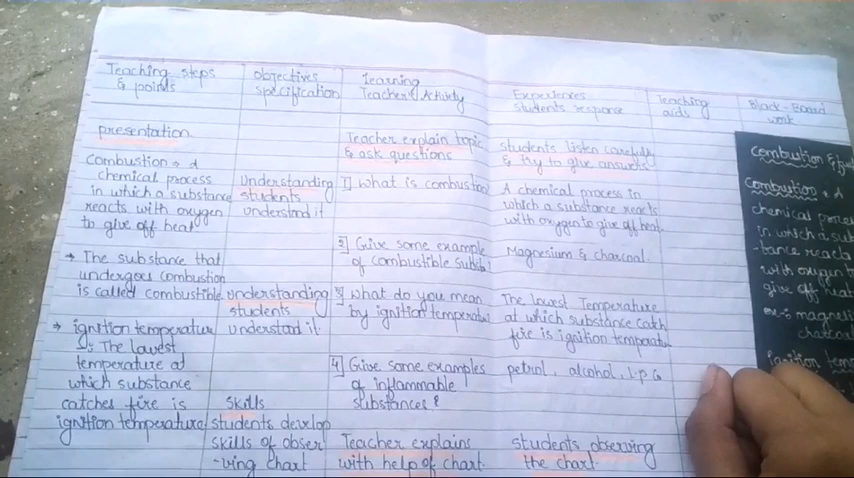 Teaching steps
& points
objectives
specification
Learning
Teacher's Activity
Experiences
students response
Teaching
aids
Black-Board
work
presentation
Combustion :- A
chemical process
in which a substance
reacts with oxygen
to give off heat
→ The substance that
undergoes combustion
is called combustible
→ ignition temperature
:- The lowest
temperature at
which substance
catches fire is
ignition temperature
understanding
students
understand it
understanding
students
understand it.
skills
students develop
skills of obser
-ving chart
Teacher explain topic
& ask questions
1] what is combustion
2] Give some example
of combustible
3] what do you mean
by ignition
4] Give some examples
of inflammable
substances?
Teacher explains
with help of chart.
students listen carefully
& try to give answers
A chemical process in
which a substance reacts
with oxygen to give off heat.
Magnesium & charcoal.
The lowest Temperature
at which substance catch
fire is ignition temperature
petrol, alcohol, L.p.G
students observing
the chart.
Combustion &
Combustion :- A
chemical
in which a
-tance reacts
with oxygen
give off heat
ex:-
ignition